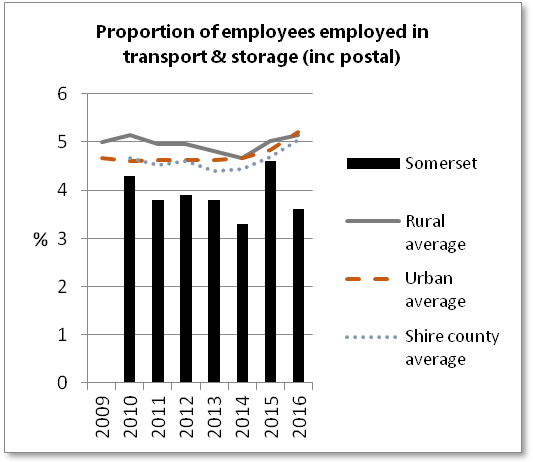 Proportion of employees employed in
transport & storage (inc postal)
6
5
4
3
2
1
0
%
2009
2010
2011
2012
2013
2014
2015
2016
Somerset
Rural
average
Urban
average
Shire county
average